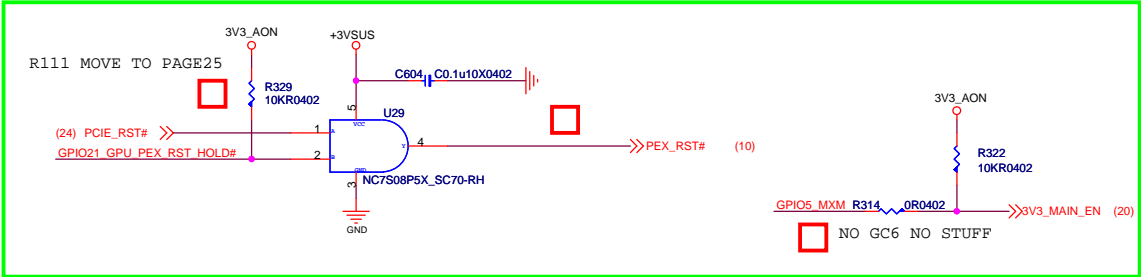 3V3_AON
+3VSUS
R111 MOVE TO PAGE25
C604
C0.1u10X0402
R329
10KR0402
5
U29
VCC
3V3_AON
(24) PCIE_RST#
1
A
Y
4
PEX_RST#
(10)
GPIO21_GPU_PEX_RST_HOLD#
2
B
R322
10KR0402
GND
NC7S08P5X_SC70-RH
3
GND
GPIO5_MXM
R314
0R0402
3V3_MAIN_EN
(20)
NO GC6 NO STUFF